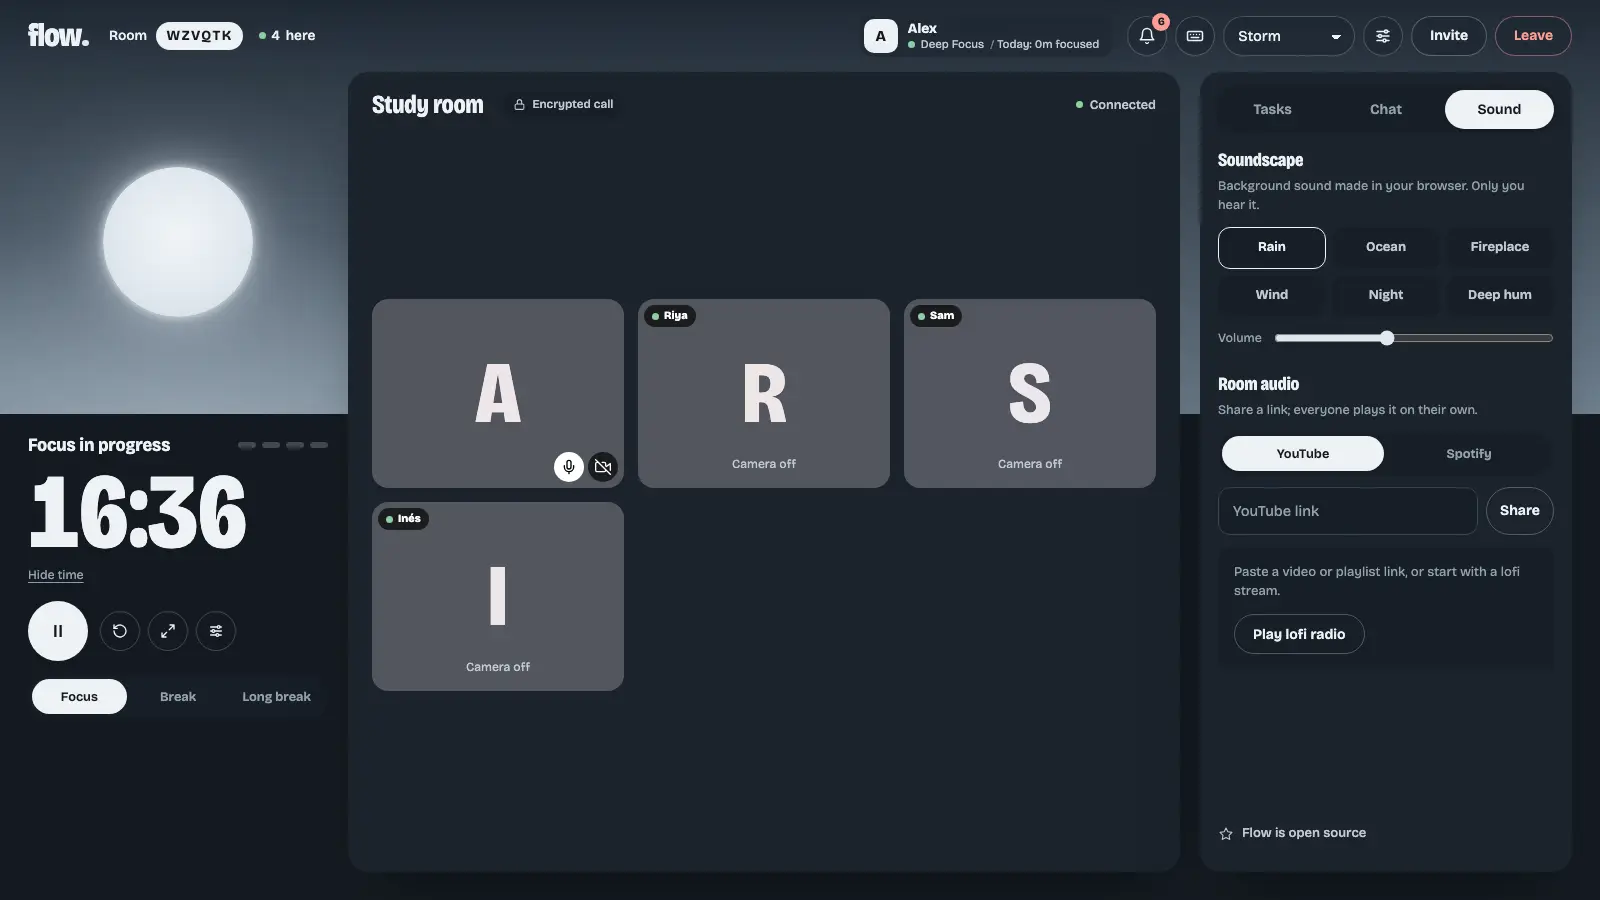 flow.
Room WZVQTK 4 here
A
Alex
Deep Focus / Today: 0m focused
6
Storm
Invite
Leave
Focus in progress
16:36
Hide time
Focus
Break
Long break
Study room
Encrypted call
Connected
A
Riya
R
Camera off
Sam
S
Camera off
Inés
I
Camera off
Tasks
Chat
Sound
Soundscape
Background sound made in your browser. Only you
hear it.
Rain
Ocean
Fireplace
Wind
Night
Deep hum
Volume
Room audio
Share a link; everyone plays it on their own.
YouTube
Spotify
YouTube link
Share
Paste a video or playlist link, or start with a lofi
stream.
Play lofi radio
Flow is open source